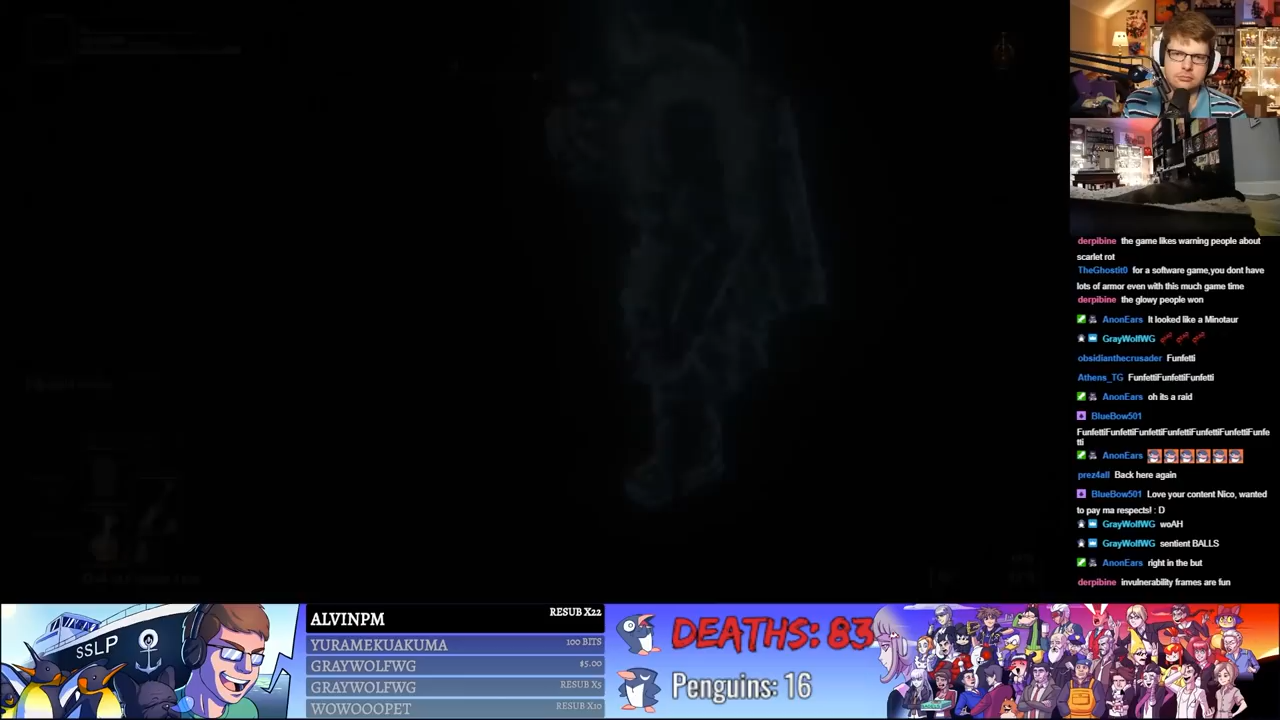 derpibine the game likes warning people about
scarlet rot
TheGhostit0 for a software game,you dont have
lots of armor even with this much game time
derpibine the glowy people won
AnonEars It looked like a Minotaur
GrayWolfWG
obsidianthecrusader Funfetti
Athens_TG FunfettiFunfettiFunfetti
AnonEars oh its a raid
BlueBow501
FunfettiFunfettiFunfettiFunfettiFunfettiFunfettiFunfe
tti
AnonEars
prez4all Back here again
BlueBow501 Love your content Nico, wanted
to pay ma respects! : D
GrayWolfWG woAH
GrayWolfWG sentient BALLS
AnonEars right in the but
derpibine invulnerability frames are fun
SSLP
ALVINPM RESUB X22
YURAMEKUAKUMA 100 BITS
GRAYWOLFWG $5.00
GRAYWOLFWG RESUB X5
WOWOOOPET RESUB X10
DEATHS: 83
Penguins: 16